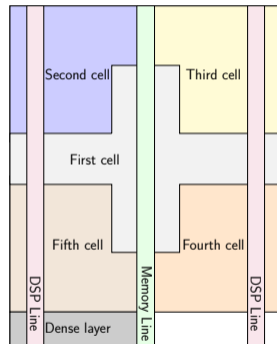 Second cell
Third cell
First cell
Fifth cell
Fourth cell
DSP Line
Memory Line
DSP Line
Dense layer